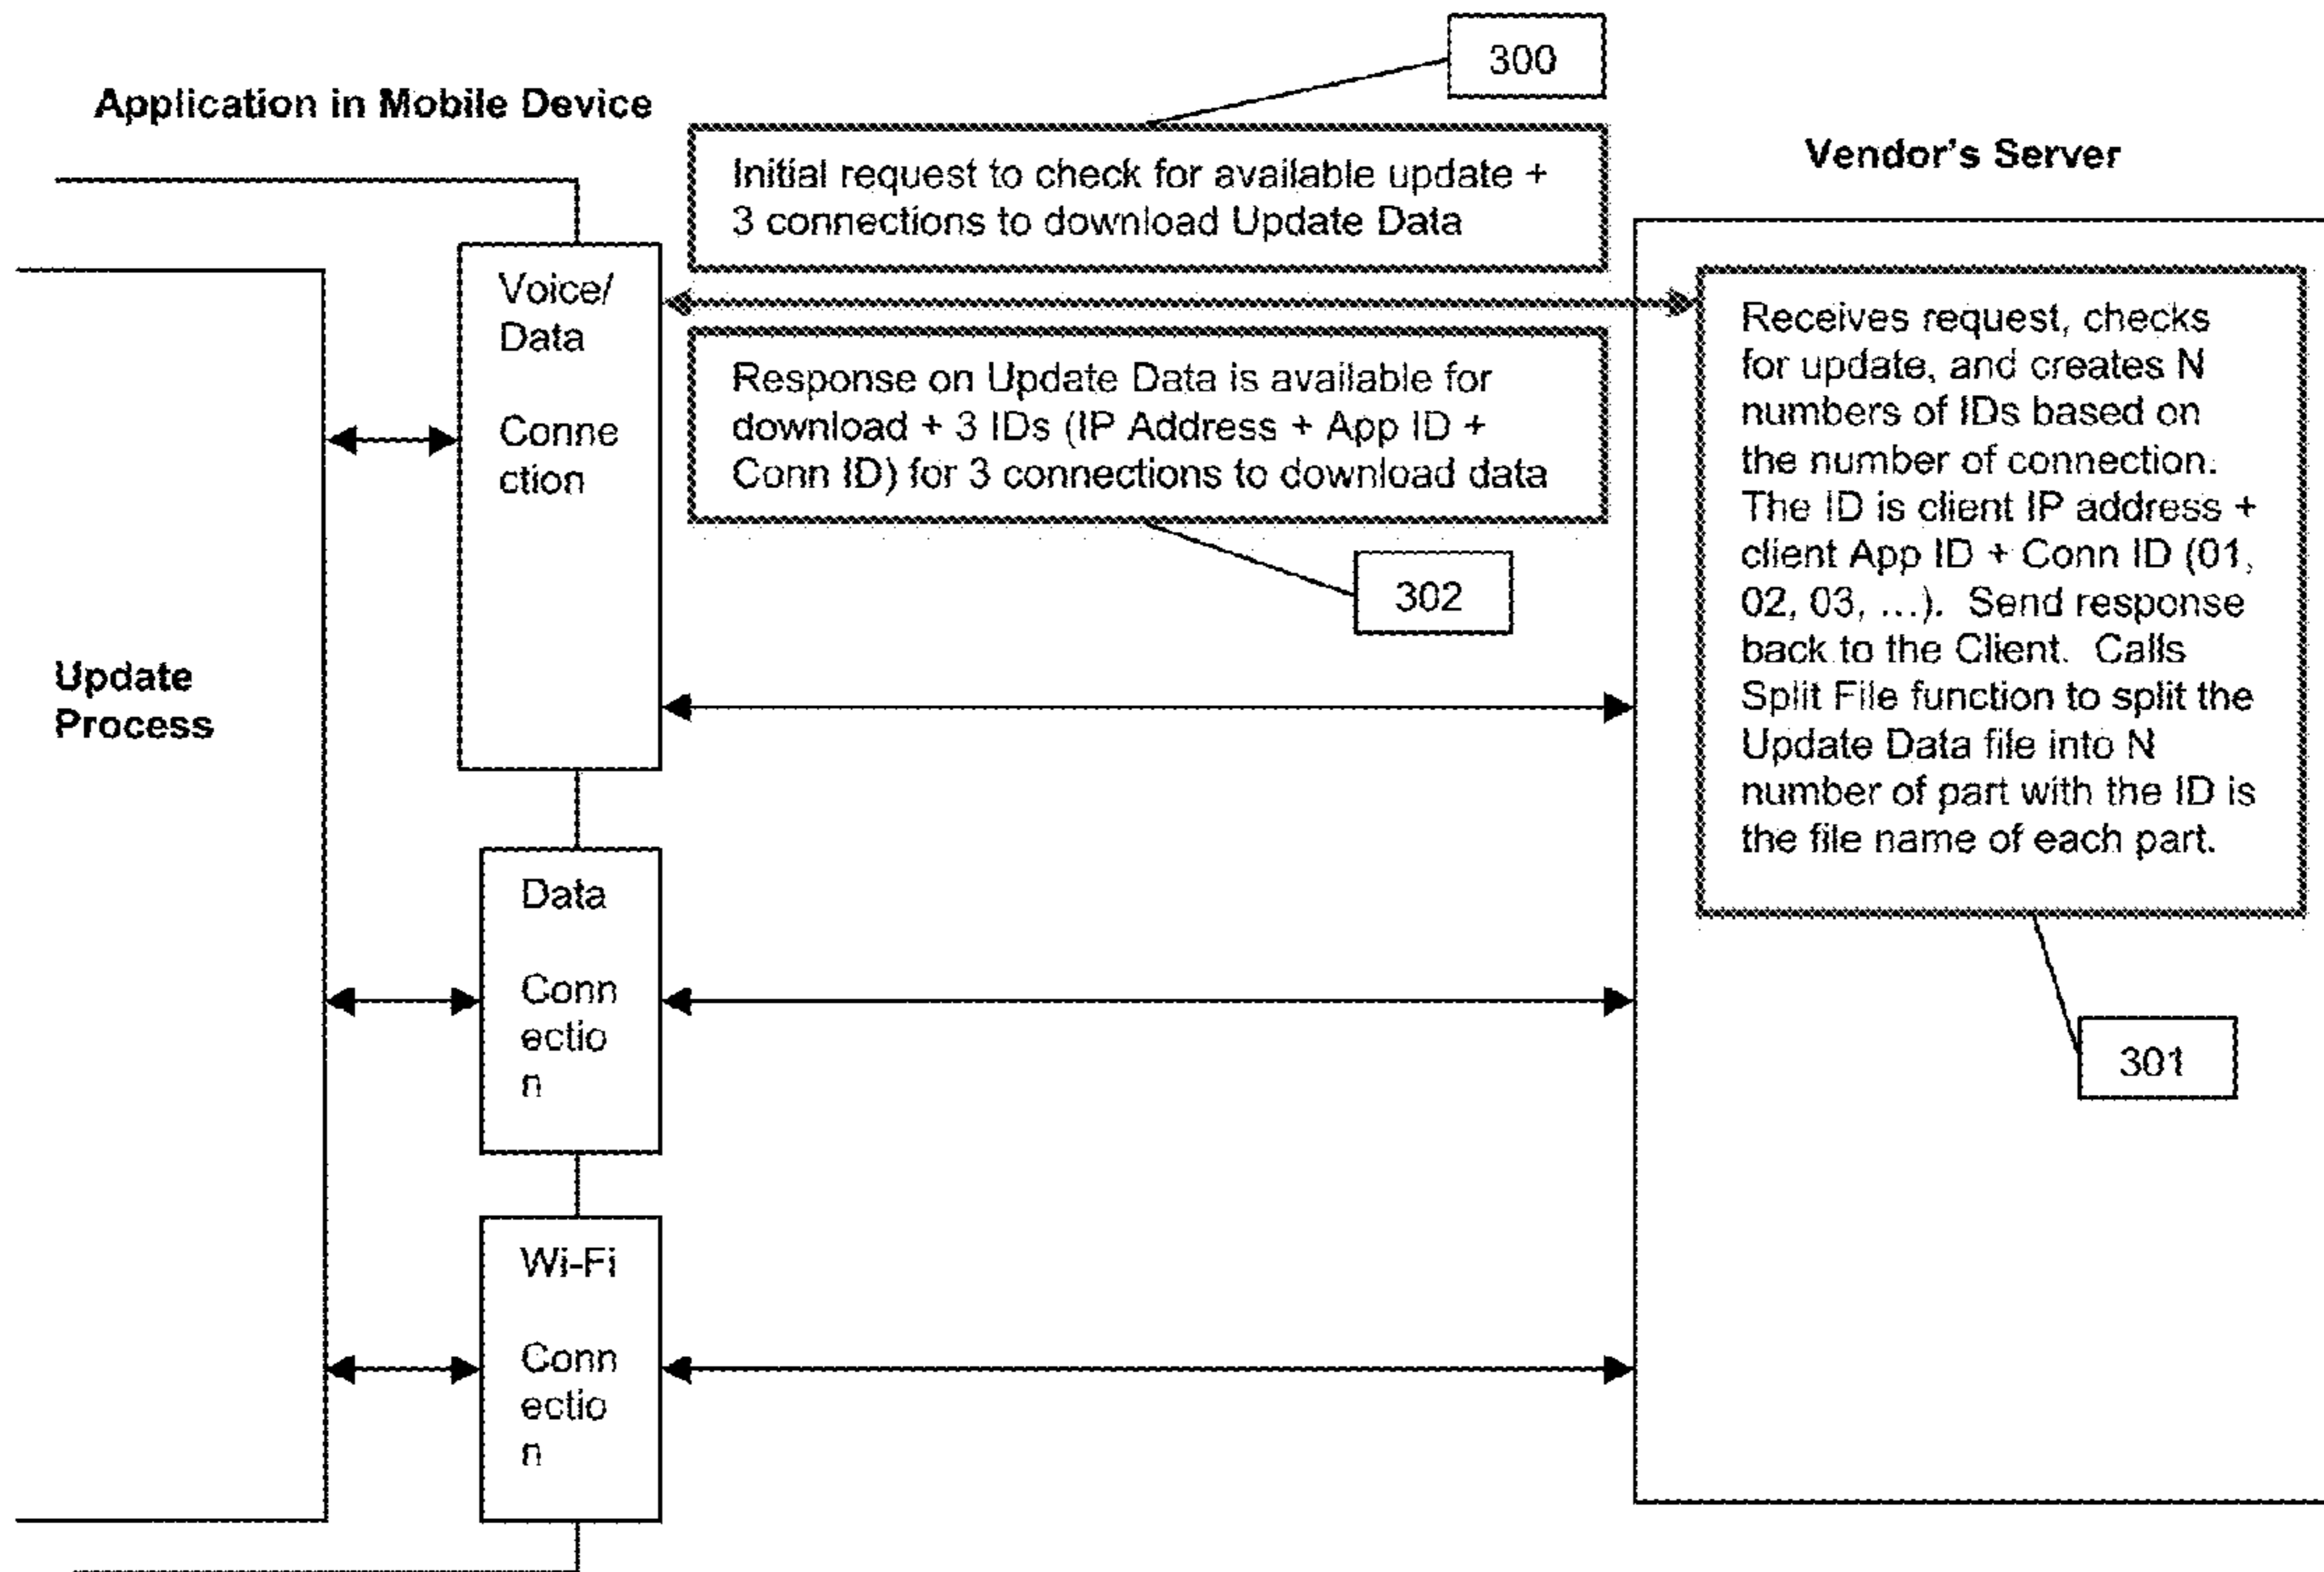 300
Application in Mobile Device
Vendor's Server
Initial request to check for available update +
3 connections to download Update Data
Voice/
Data
Conne
ction
Response on Update Data is available for
download + 3 IDs (IP Address + App ID +
Conn ID) for 3 connections to download data
302
Receives request, checks
for update, and creates N
numbers of IDs based on
the number of connection.
The ID is client IP address +
client App ID + Conn ID (01,
02, 03, ...). Send response
back to the Client. Calls
Split File function to split the
Update Data file into N
number of part with the ID is
the file name of each part.
301
Update
Process
Data
Conn
ectio
n
Wi-Fi
Conn
ectio
n